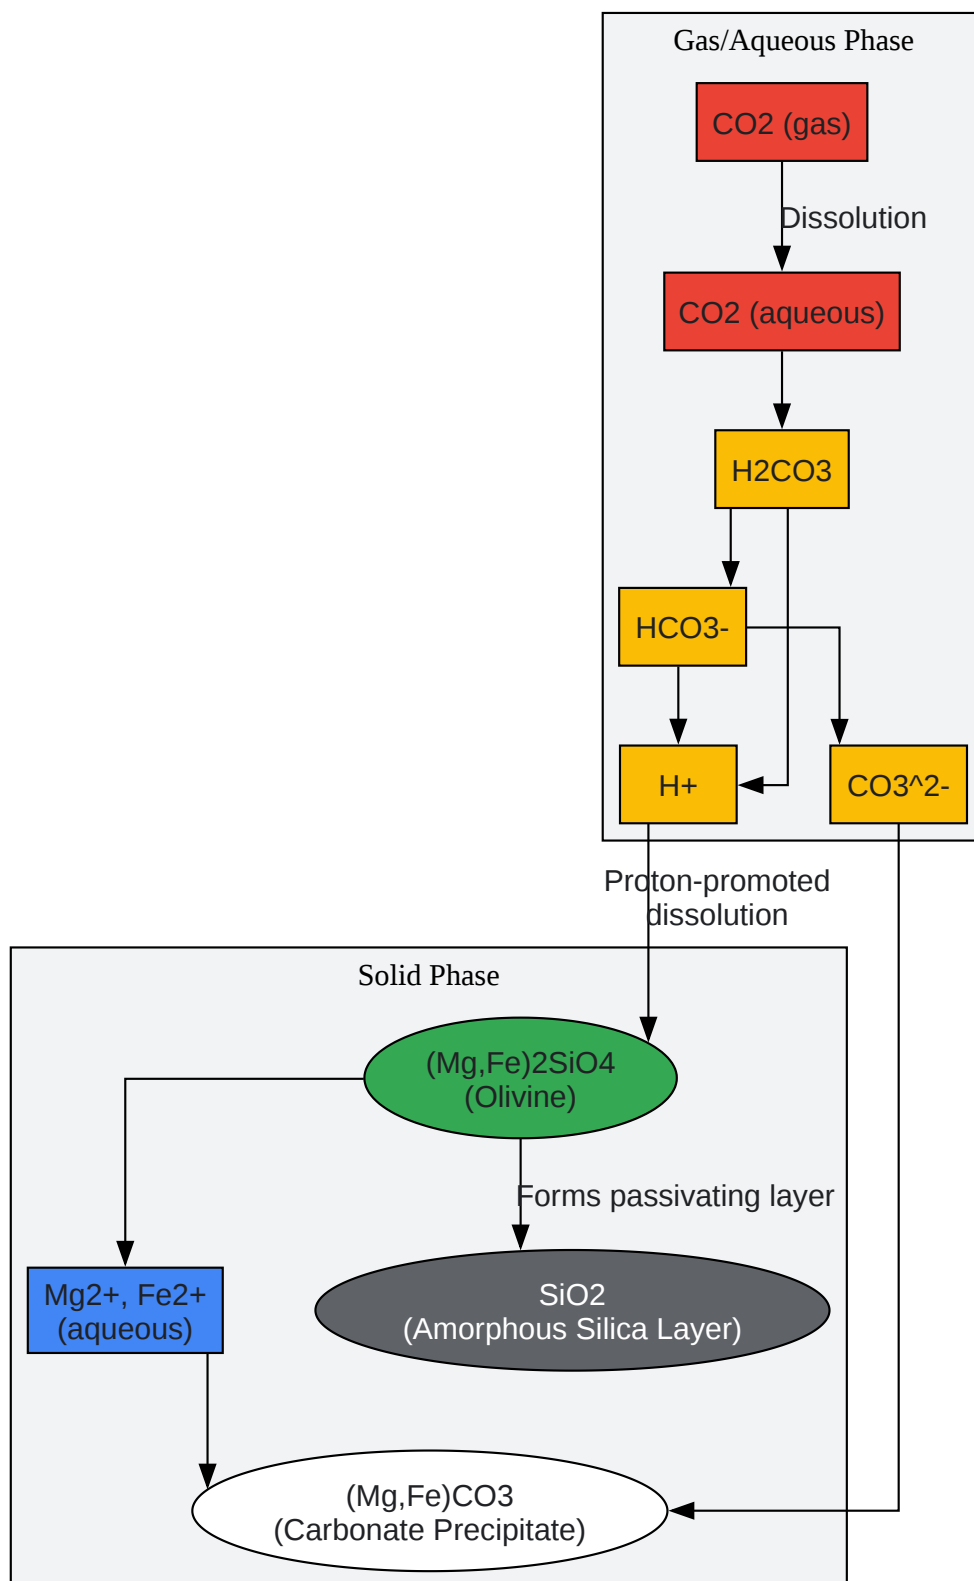 Gas/Aqueous Phase
CO2 (gas)
Dissolution
CO2 (aqueous)
H2CO3
HCO3-
H+
CO3^2-
Proton-promoted
dissolution
Solid Phase
(Mg,Fe)2SiO4
(Olivine)
Forms passivating layer
Mg2+, Fe2+
(aqueous)
SiO2
(Amorphous Silica Layer)
(Mg,Fe)CO3
(Carbonate Precipitate)